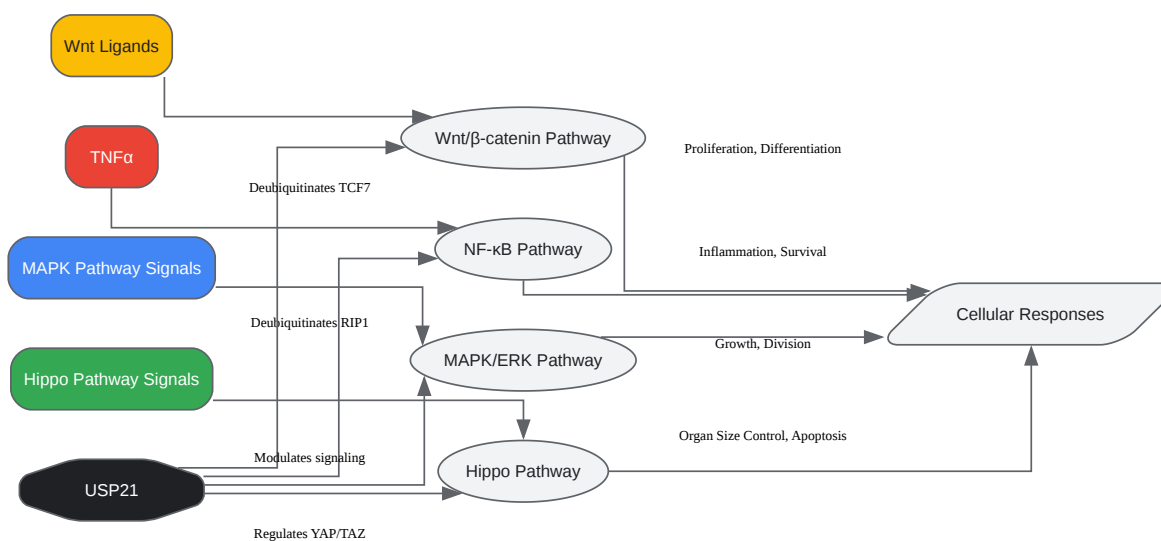 Wnt Ligands
TNFα
MAPK Pathway Signals
Hippo Pathway Signals
USP21
Deubiquitinates TCF7
Deubiquitinates RIP1
Modulates signaling
Regulates YAP/TAZ
Wnt/β-catenin Pathway
NF-κB Pathway
MAPK/ERK Pathway
Hippo Pathway
Proliferation, Differentiation
Inflammation, Survival
Growth, Division
Organ Size Control, Apoptosis
Cellular Responses